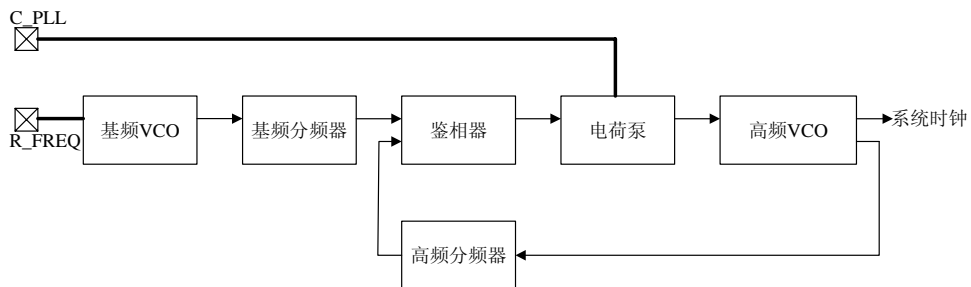 C_PLL
R_FREQ
基频VCO
基频分频器
鉴相器
电荷泵
高频VCO
系统时钟
高频分频器